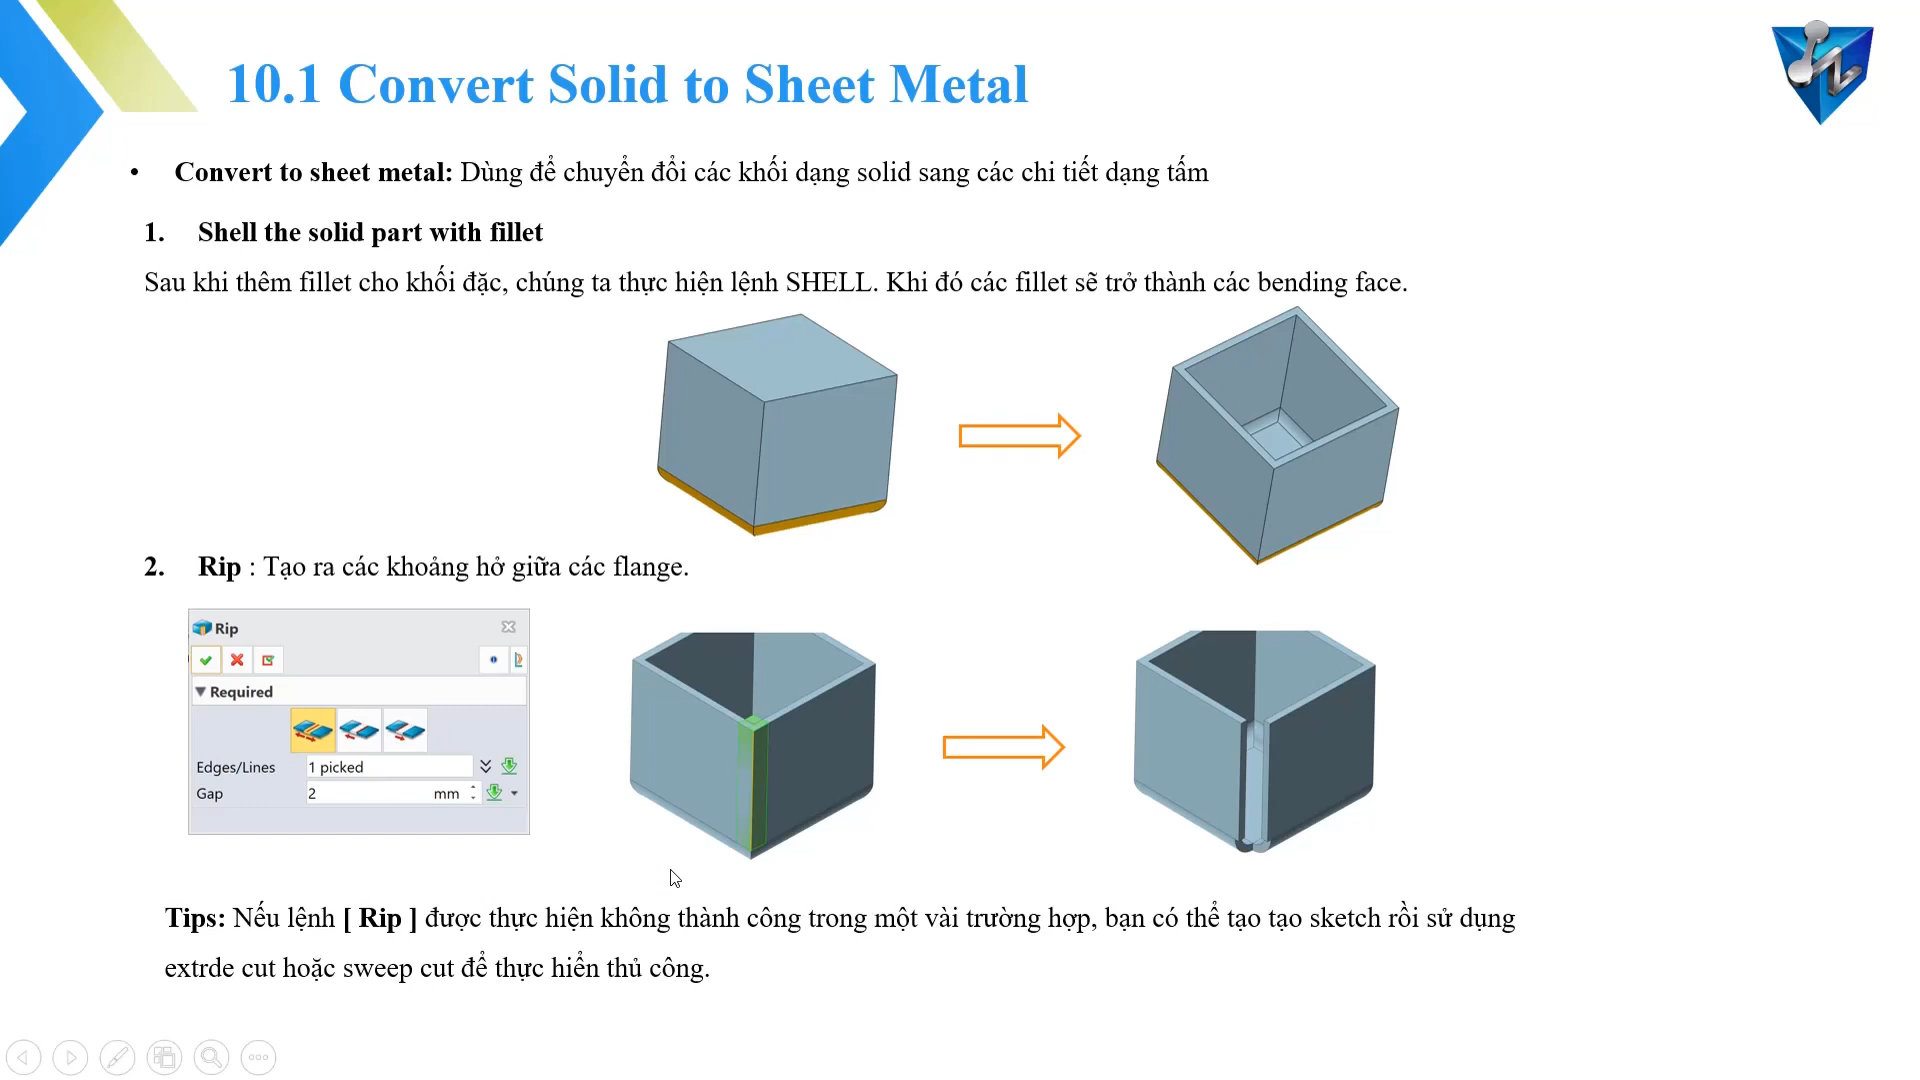 10.1 Convert Solid to Sheet Metal
• Convert to sheet metal: Dùng để chuyển đổi các khối dạng solid sang các chi tiết dạng tấm
1. Shell the solid part with fillet
Sau khi thêm fillet cho khối đặc, chúng ta thực hiện lệnh SHELL. Khi đó các fillet sẽ trở thành các bending face.
2. Rip : Tạo ra các khoảng hở giữa các flange.
Rip
Required
Edges/Lines 1 picked
Gap 2 mm
Tips: Nếu lệnh [ Rip ] được thực hiện không thành công trong một vài trường hợp, bạn có thể tạo tạo sketch rồi sử dụng
extrde cut hoặc sweep cut để thực hiển thủ công.